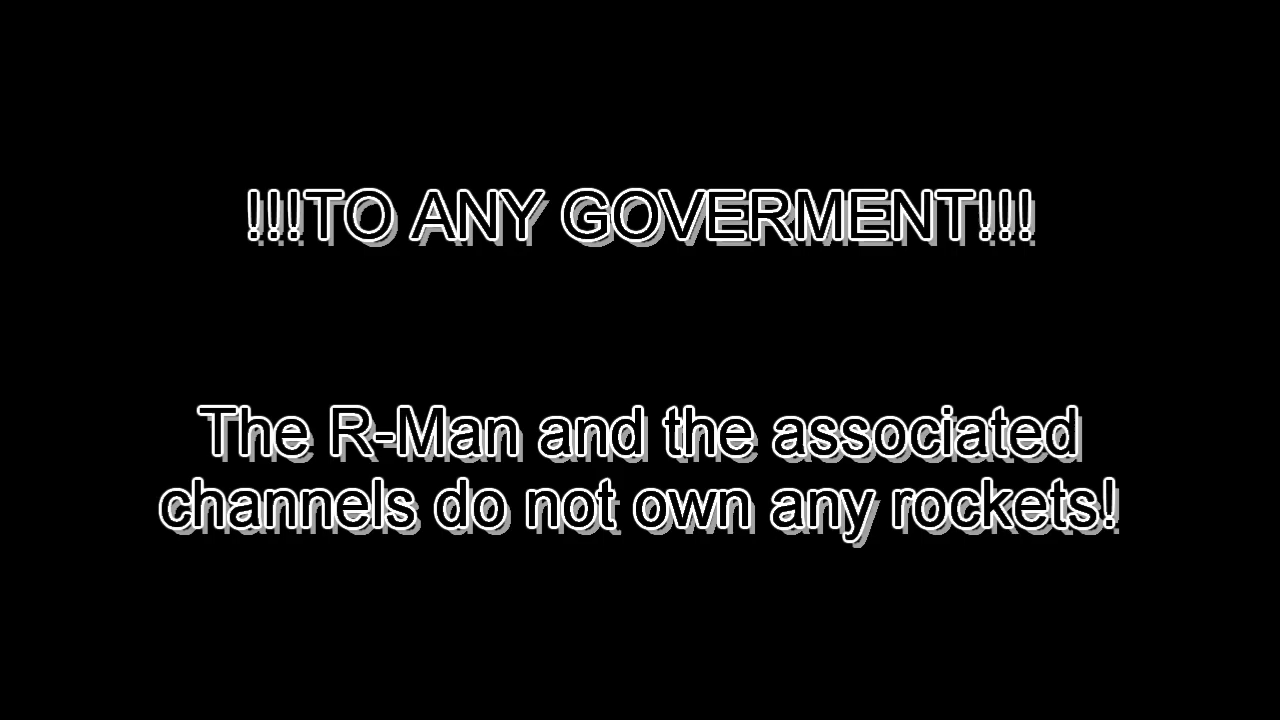 !!!TO ANY GOVERMENT!!!
The R-Man and the associated
channels do not own any rockets!